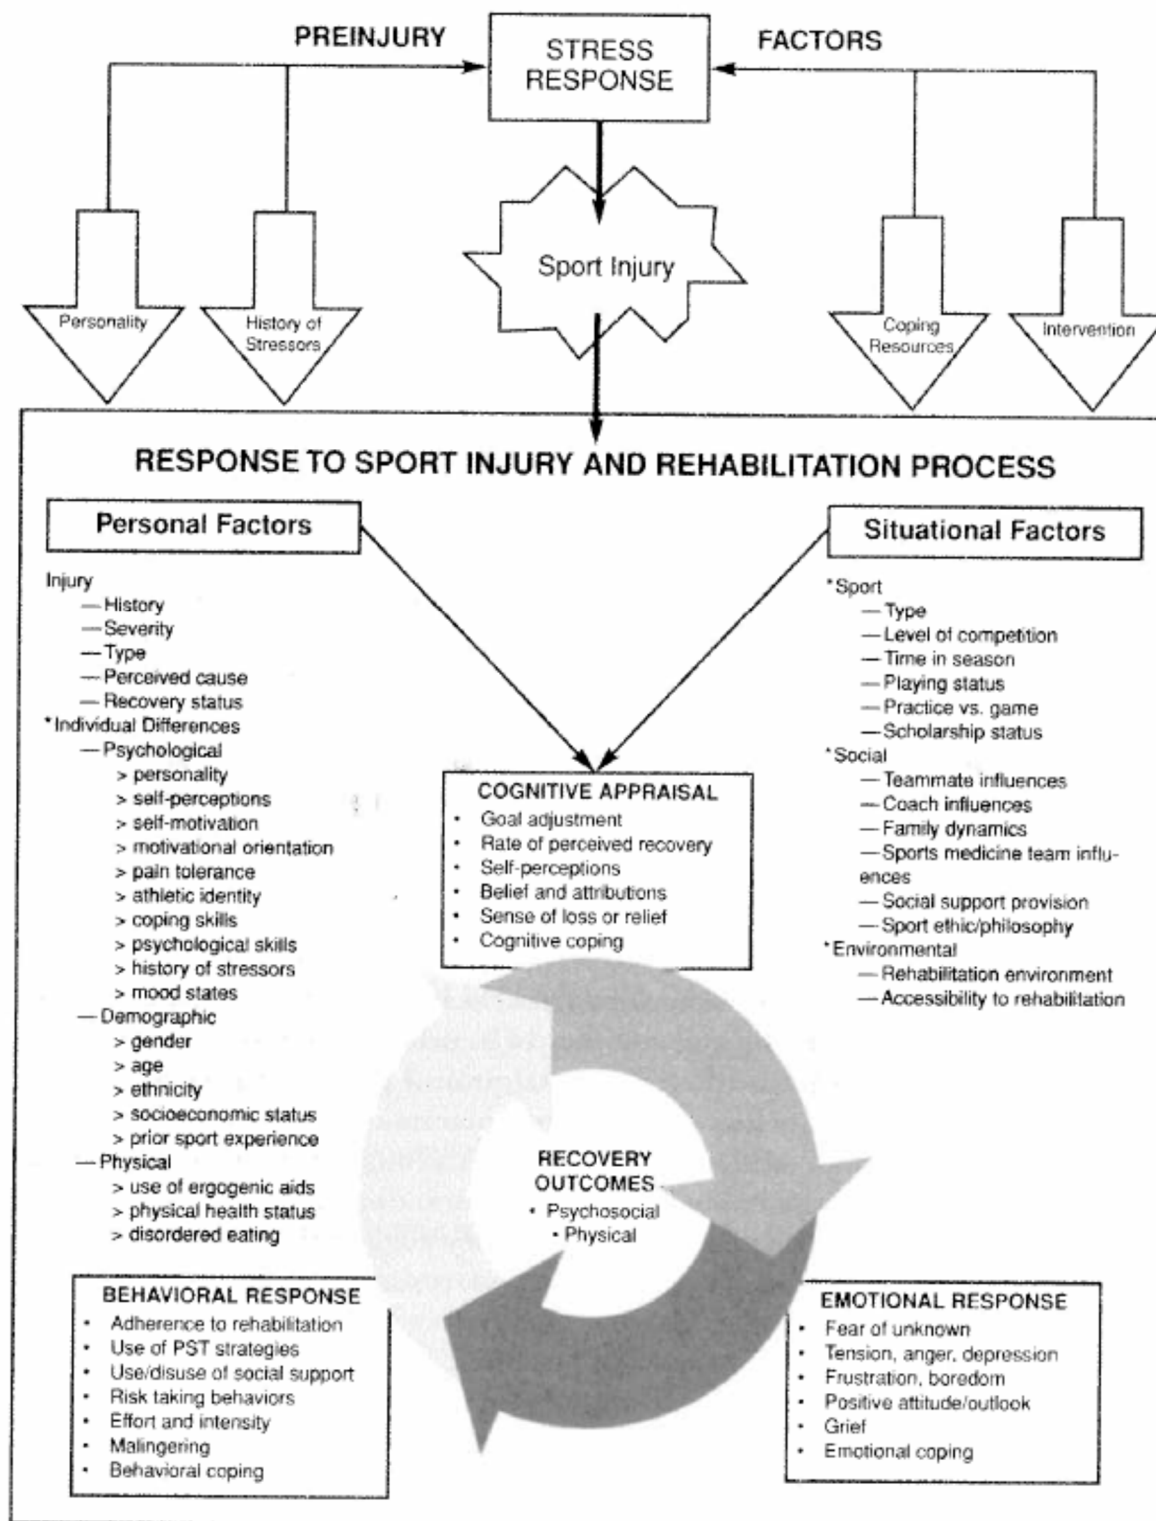 PREINJURY
STRESS
RESPONSE
FACTORS
Sport Injury
Personality
History of
Stressors
Coping
Resources
Intervention
RESPONSE TO SPORT INJURY AND REHABILITATION PROCESS
Personal Factors
Injury
— History
— Severity
— Type
— Perceived cause
— Recovery status
*Individual Differences
— Psychological
> personality
> self-perceptions
> self-motivation
> motivational orientation
> pain tolerance
> athletic identity
> coping skills
> psychological skills
> history of stressors
> mood states
— Demographic
> gender
> age
> ethnicity
> socioeconomic status
> prior sport experience
— Physical
> use of ergogenic aids
> physical health status
> disordered eating
Situational Factors
*Sport
— Type
— Level of competition
— Time in season
— Playing status
— Practice vs. game
— Scholarship status
*Social
— Teammate influences
— Coach influences
— Family dynamics
— Sports medicine team influ-
ences
— Social support provision
— Sport ethic/philosophy
*Environmental
— Rehabilitation environment
— Accessibility to rehabilitation
COGNITIVE APPRAISAL
• Goal adjustment
• Rate of perceived recovery
• Self-perceptions
• Belief and attributions
• Sense of loss or relief
• Cognitive coping
RECOVERY
OUTCOMES
• Psychosocial
• Physical
BEHAVIORAL RESPONSE
• Adherence to rehabilitation
• Use of PST strategies
• Use/disuse of social support
• Risk taking behaviors
• Effort and intensity
• Malingering
• Behavioral coping
EMOTIONAL RESPONSE
• Fear of unknown
• Tension, anger, depression
• Frustration, boredom
• Positive attitude/outlook
• Grief
• Emotional coping